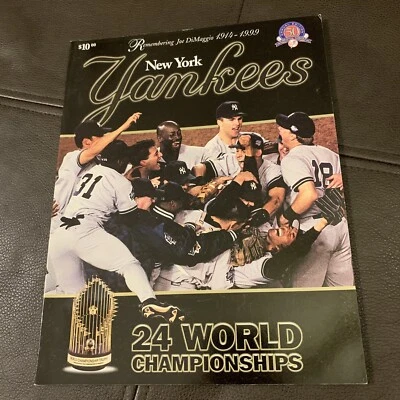 $10.00
Remembering Joe DiMaggio 1914-1999
New York
Yankees
31
18
24 WORLD
CHAMPIONSHIPS